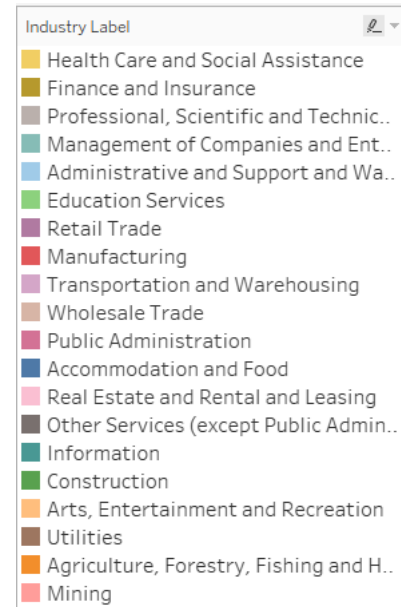 Industry Label
Health Care and Social Assistance
Finance and Insurance
Professional, Scientific and Technic..
Management of Companies and Ent..
Administrative and Support and Wa..
Education Services
Retail Trade
Manufacturing
Transportation and Warehousing
Wholesale Trade
Public Administration
Accommodation and Food
Real Estate and Rental and Leasing
Other Services (except Public Admin..
Information
Construction
Arts, Entertainment and Recreation
Utilities
Agriculture, Forestry, Fishing and H..
Mining